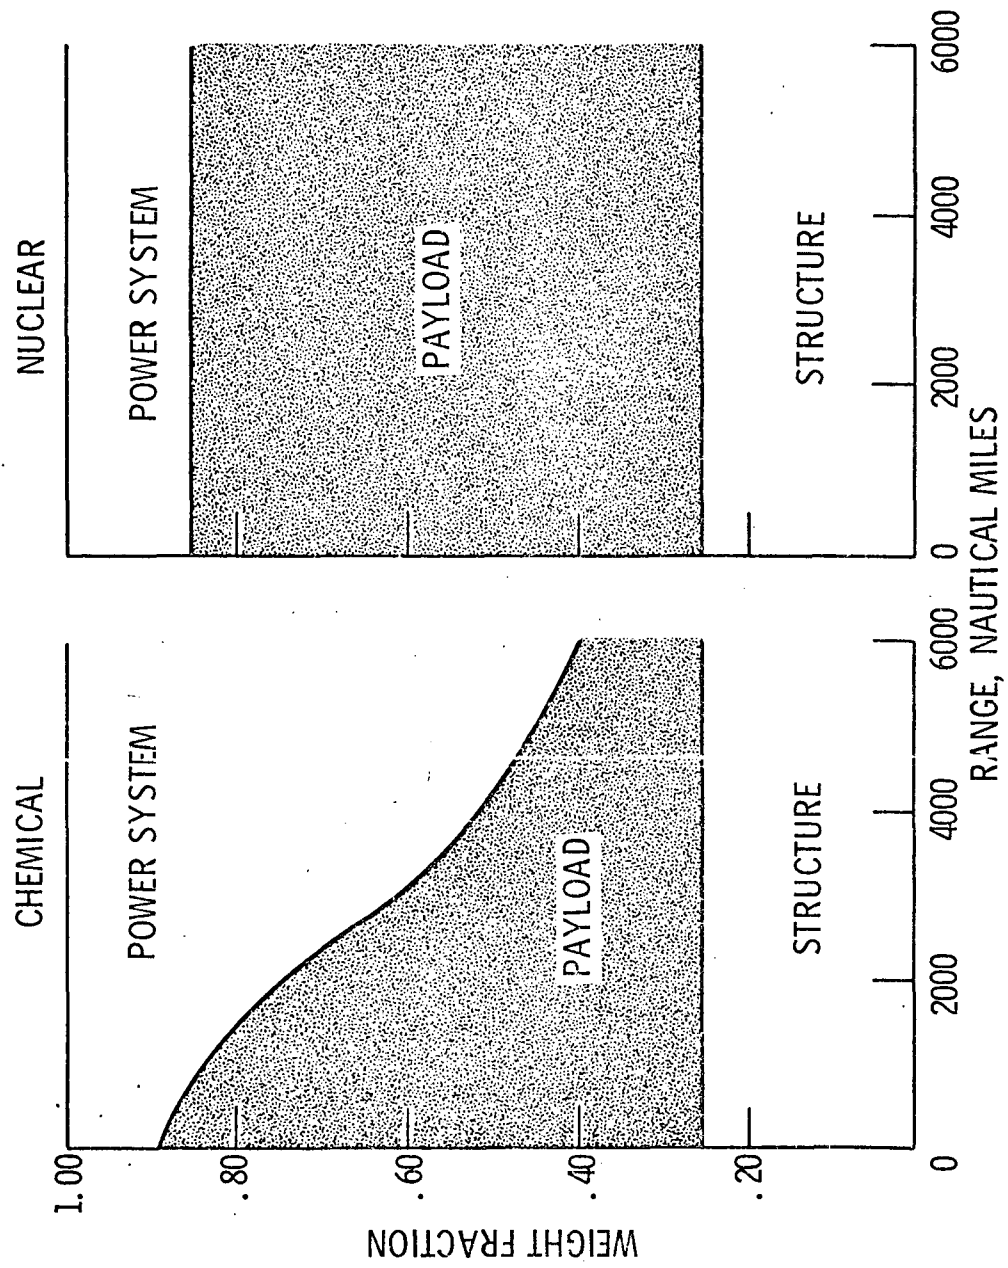 CHEMICAL
NUCLEAR
POWER SYSTEM
POWER SYSTEM
PAYLOAD
PAYLOAD
STRUCTURE
STRUCTURE
WEIGHT FRACTION
1.00
.80
.60
.40
.20
0
2000
4000
6000
0
2000
4000
6000
RANGE, NAUTICAL MILES